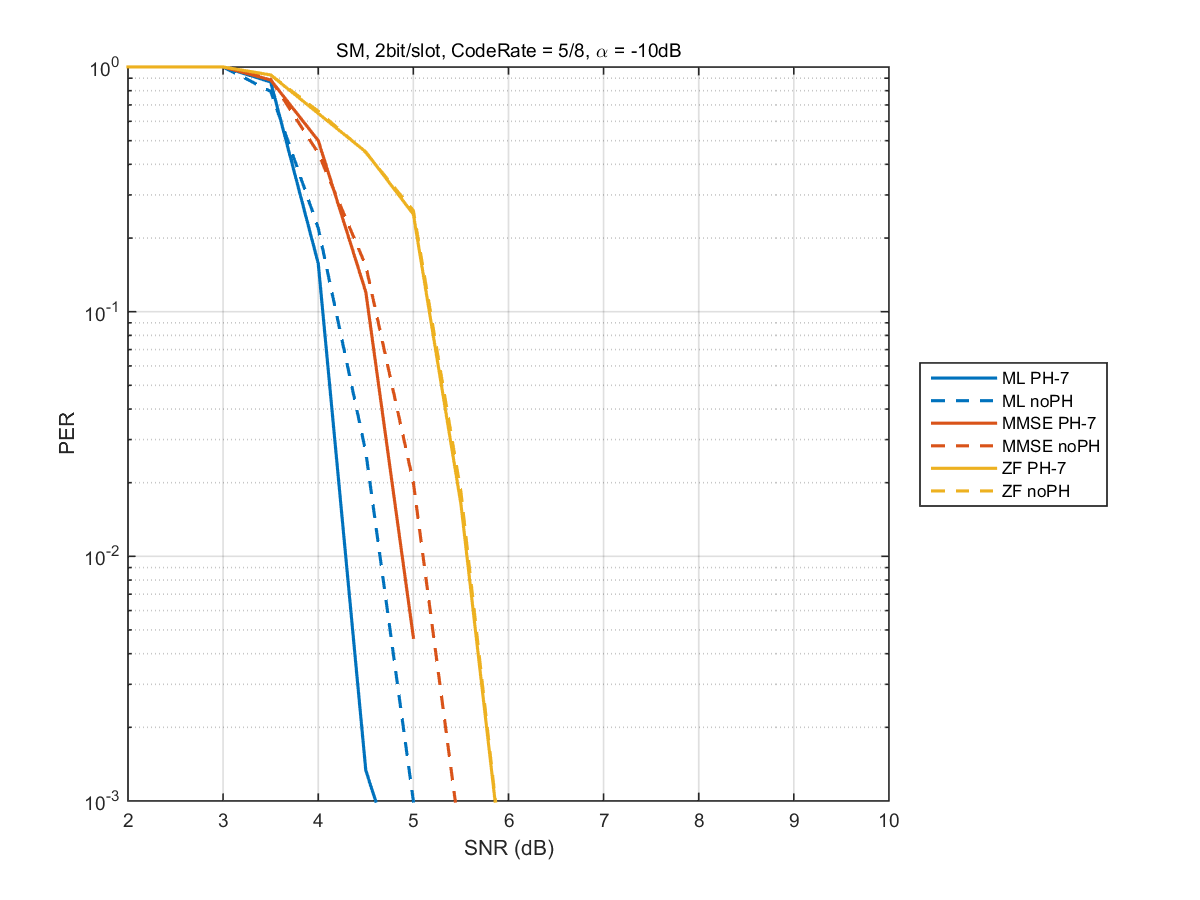 SM, 2bit/slot, CodeRate = 5/8, α = -10dB
10^0
10^-1
10^-2
10^-3
PER
2 3 4 5 6 7 8 9 10
SNR (dB)
ML PH-7
ML noPH
MMSE PH-7
MMSE noPH
ZF PH-7
ZF noPH